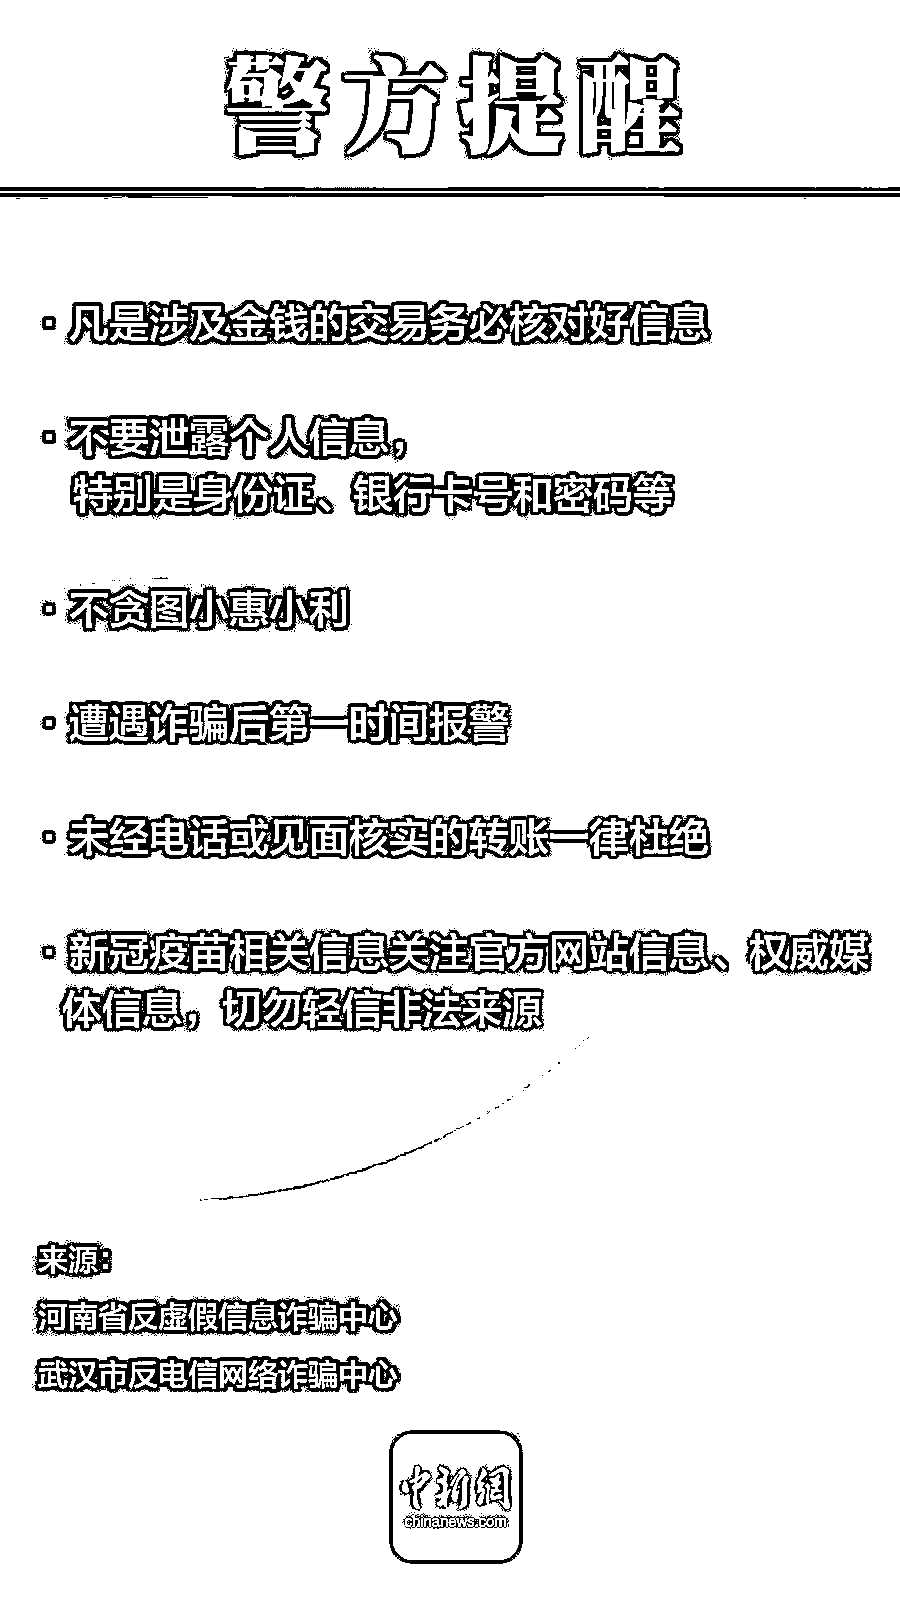 警方提醒
· 凡是涉及金钱的交易务必核对好信息
· 不要泄露个人信息，
特别是身份证、银行卡号和密码等
· 不贪图小惠小利
· 遭遇诈骗后第一时间报警
· 未经电话或见面核实的转账一律杜绝
· 新冠疫苗相关信息关注官方网站信息、权威媒
体信息，切勿轻信非法来源
来源：
河南省反虚假信息诈骗中心
武汉市反电信网络诈骗中心
中新網
chinanews.com